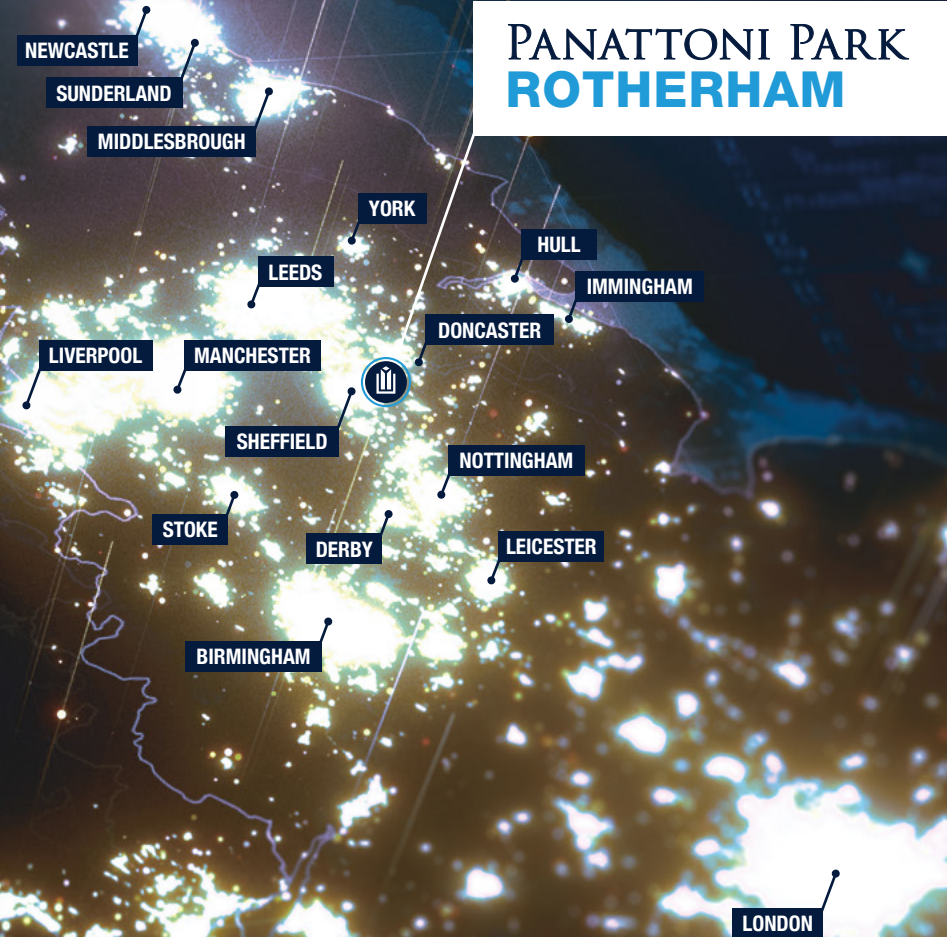 PANATTONI PARK
ROTHERHAM
NEWCASTLE
SUNDERLAND
MIDDLESBROUGH
YORK
HULL
LEEDS
IMMINGHAM
DONCASTER
LIVERPOOL
MANCHESTER
SHEFFIELD
NOTTINGHAM
STOKE
DERBY
LEICESTER
BIRMINGHAM
LONDON